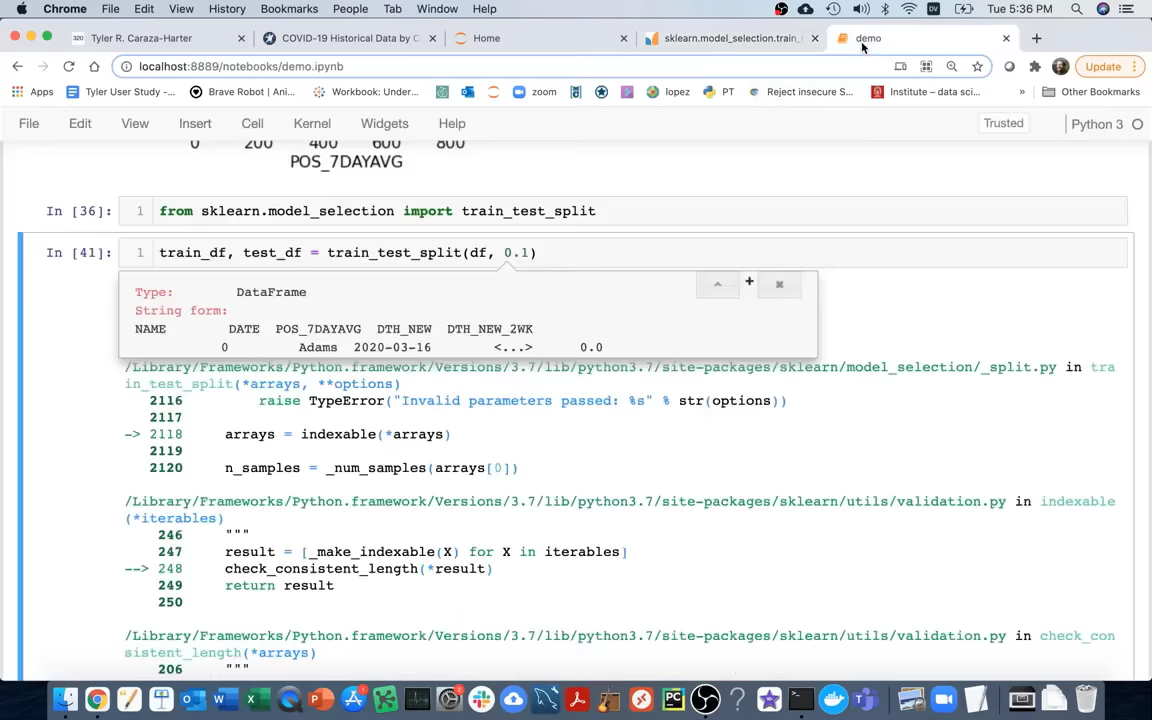 Chrome File Edit View History Bookmarks People Tab Window Help DV Tue 5:36 PM
320 Tyler R. Caraza-Harter COVID-19 Historical Data by C Home sklearn.model_selection.train_ demo
localhost:8889/notebooks/demo.ipynb Update
Apps Tyler User Study -... Brave Robot | Ani... Workbook: Under... zoom lopez PT Reject insecure S... Institute – data sci... » Other Bookmarks
File Edit View Insert Cell Kernel Widgets Help Trusted Python 3
0 200 400 600 800
POS_7DAYAVG
In [36]: 1 from sklearn.model_selection import train_test_split
In [41]: 1 train_df, test_df = train_test_split(df, 0.1)
Type: DataFrame
String form:
NAME DATE POS_7DAYAVG DTH_NEW DTH_NEW_2WK
0 Adams 2020-03-16 <...> 0.0
/Library/Frameworks/Python.framework/Versions/3.7/lib/python3.7/site-packages/sklearn/model_selection/_split.py in tra
in_test_split(*arrays, **options)
2116 raise TypeError("Invalid parameters passed: %s" % str(options))
2117
-> 2118 arrays = indexable(*arrays)
2119
2120 n_samples = _num_samples(arrays[0])
/Library/Frameworks/Python.framework/Versions/3.7/lib/python3.7/site-packages/sklearn/utils/validation.py in indexable
(*iterables)
246 """
247 result = [_make_indexable(X) for X in iterables]
--> 248 check_consistent_length(*result)
249 return result
250
/Library/Frameworks/Python.framework/Versions/3.7/lib/python3.7/site-packages/sklearn/utils/validation.py in check_con
sistent_length(*arrays)
206 """